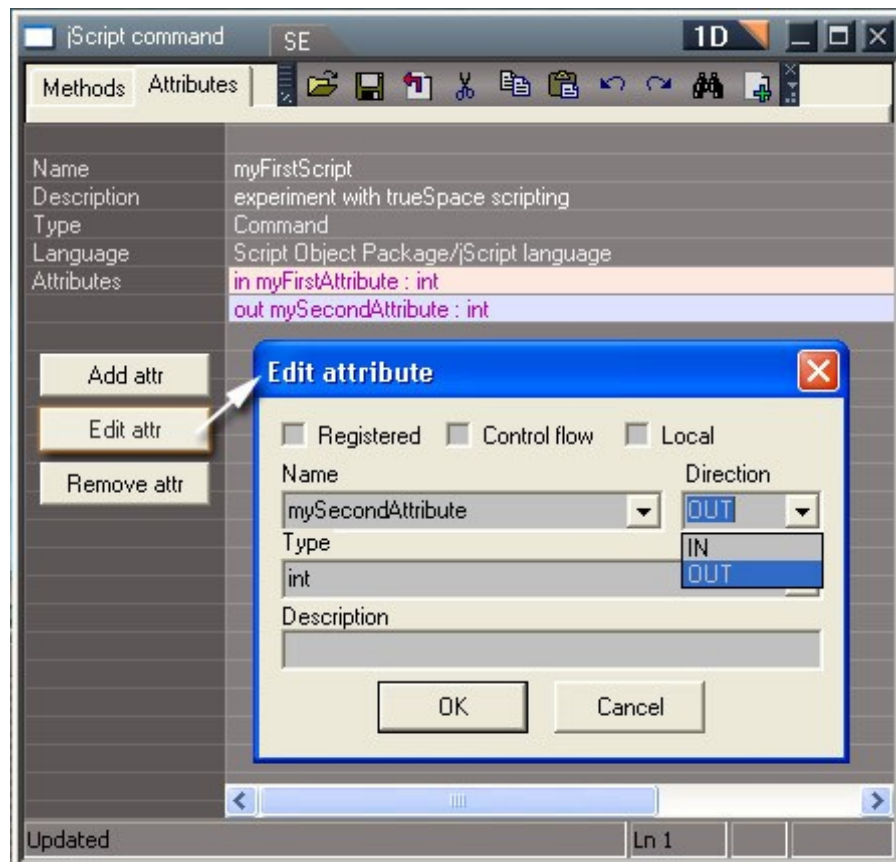 jScript command
SE
1D
Methods
Attributes
Name
myFirstScript
Description
experiment with trueSpace scripting
Type
Command
Language
Script Object Package/jScript language
Attributes
in myFirstAttribute : int
out mySecondAttribute : int
Add attr
Edit attr
Remove attr
Edit attribute
Registered
Control flow
Local
Name
Direction
mySecondAttribute
OUT
Type
IN
OUT
int
Description
OK
Cancel
Updated
Ln 1